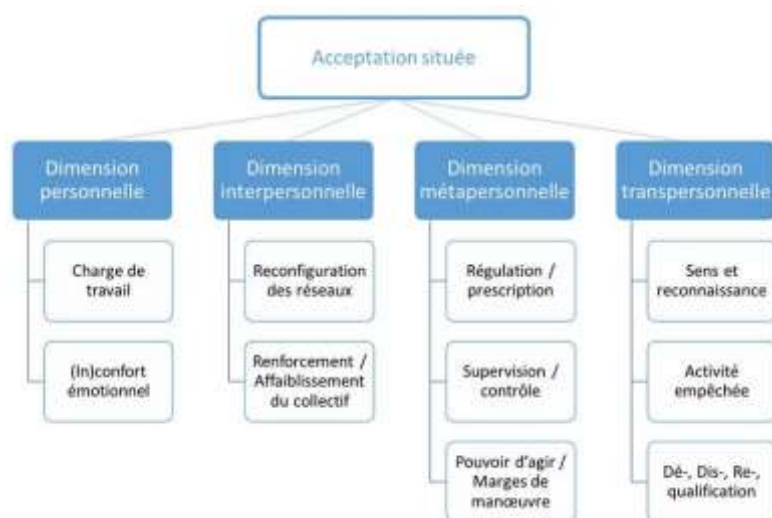 Acceptation située
Dimension
personnelle
Dimension
interpersonnelle
Dimension
métapersonnelle
Dimension
transpersonnelle
Charge de
travail
(In)confort
émotionnel
Reconfiguration
des réseaux
Renforcement /
Affaiblissement
du collectif
Régulation /
prescription
Supervision /
contrôle
Pouvoir d'agir /
Marges de
manœuvre
Sens et
reconnaissance
Activité
empêchée
Dé-, Dis-, Re-,
qualification